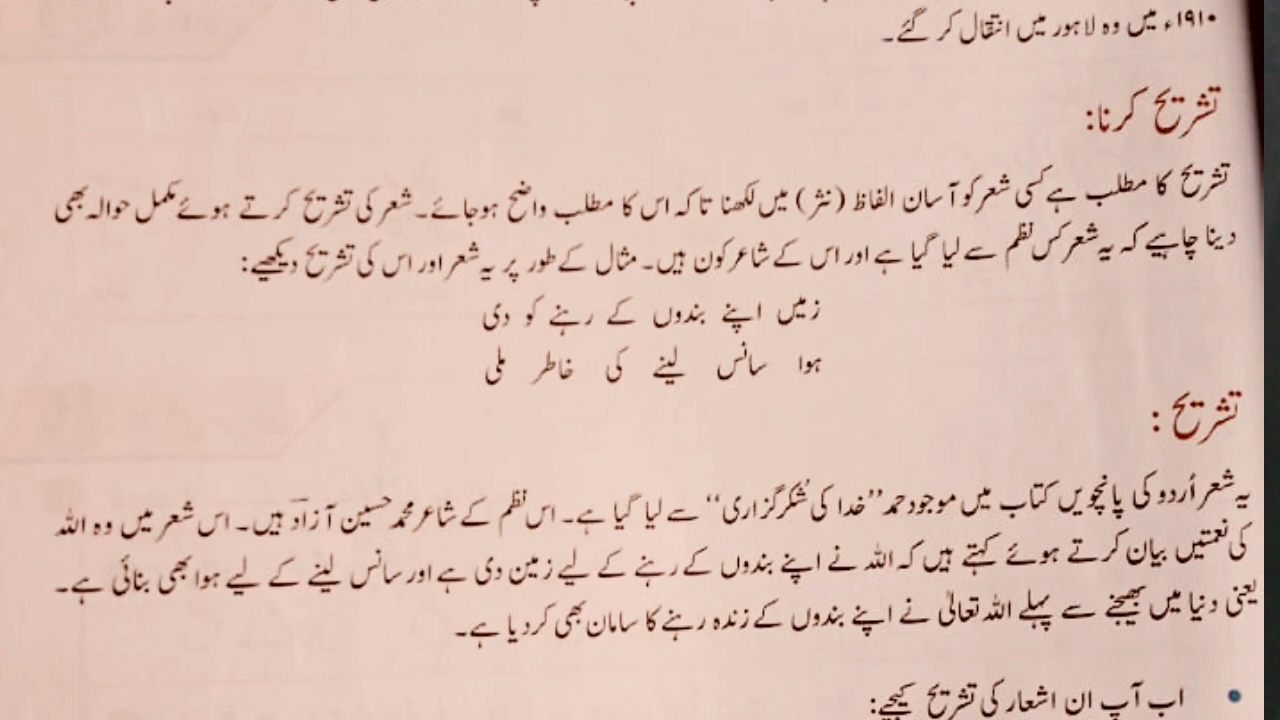 ۱۹۱۰ء میں وہ لاہور میں انتقال کر گئے۔
تشریح کرنا:
تشریح کا مطلب ہے کسی شعر کو آسان الفاظ (نثر) میں لکھنا تاکہ اس کا مطلب واضح ہوجائے۔ شعر کی تشریح کرتے ہوئے مکمل حوالہ بھی
دینا چاہیے کہ یہ شعر کس نظم سے لیا گیا ہے اور اس کے شاعر کون ہیں۔ مثال کے طور پر یہ شعر اور اس کی تشریح دیکھیے:
زمیں اپنے بندوں کے رہنے کو دی
ہوا سانس لینے کی خاطر ملی
تشریح:
یہ شعر اُردو کی پانچویں کتاب میں موجود حمد ”خدا کی شُکر گزاری“ سے لیا گیا ہے۔ اس نظم کے شاعر محمد حسین آزاد ہیں۔ اس شعر میں وہ اللہ
کی نعمتیں بیان کرتے ہوئے کہتے ہیں کہ اللہ نے اپنے بندوں کے رہنے کے لیے زمین دی ہے اور سانس لینے کے لیے ہوا بھی بنائی ہے۔
یعنی دنیا میں بھیجنے سے پہلے اللہ تعالیٰ نے اپنے بندوں کے زندہ رہنے کا سامان بھی کر دیا ہے۔
• اب آپ ان اشعار کی تشریح کیجیے: